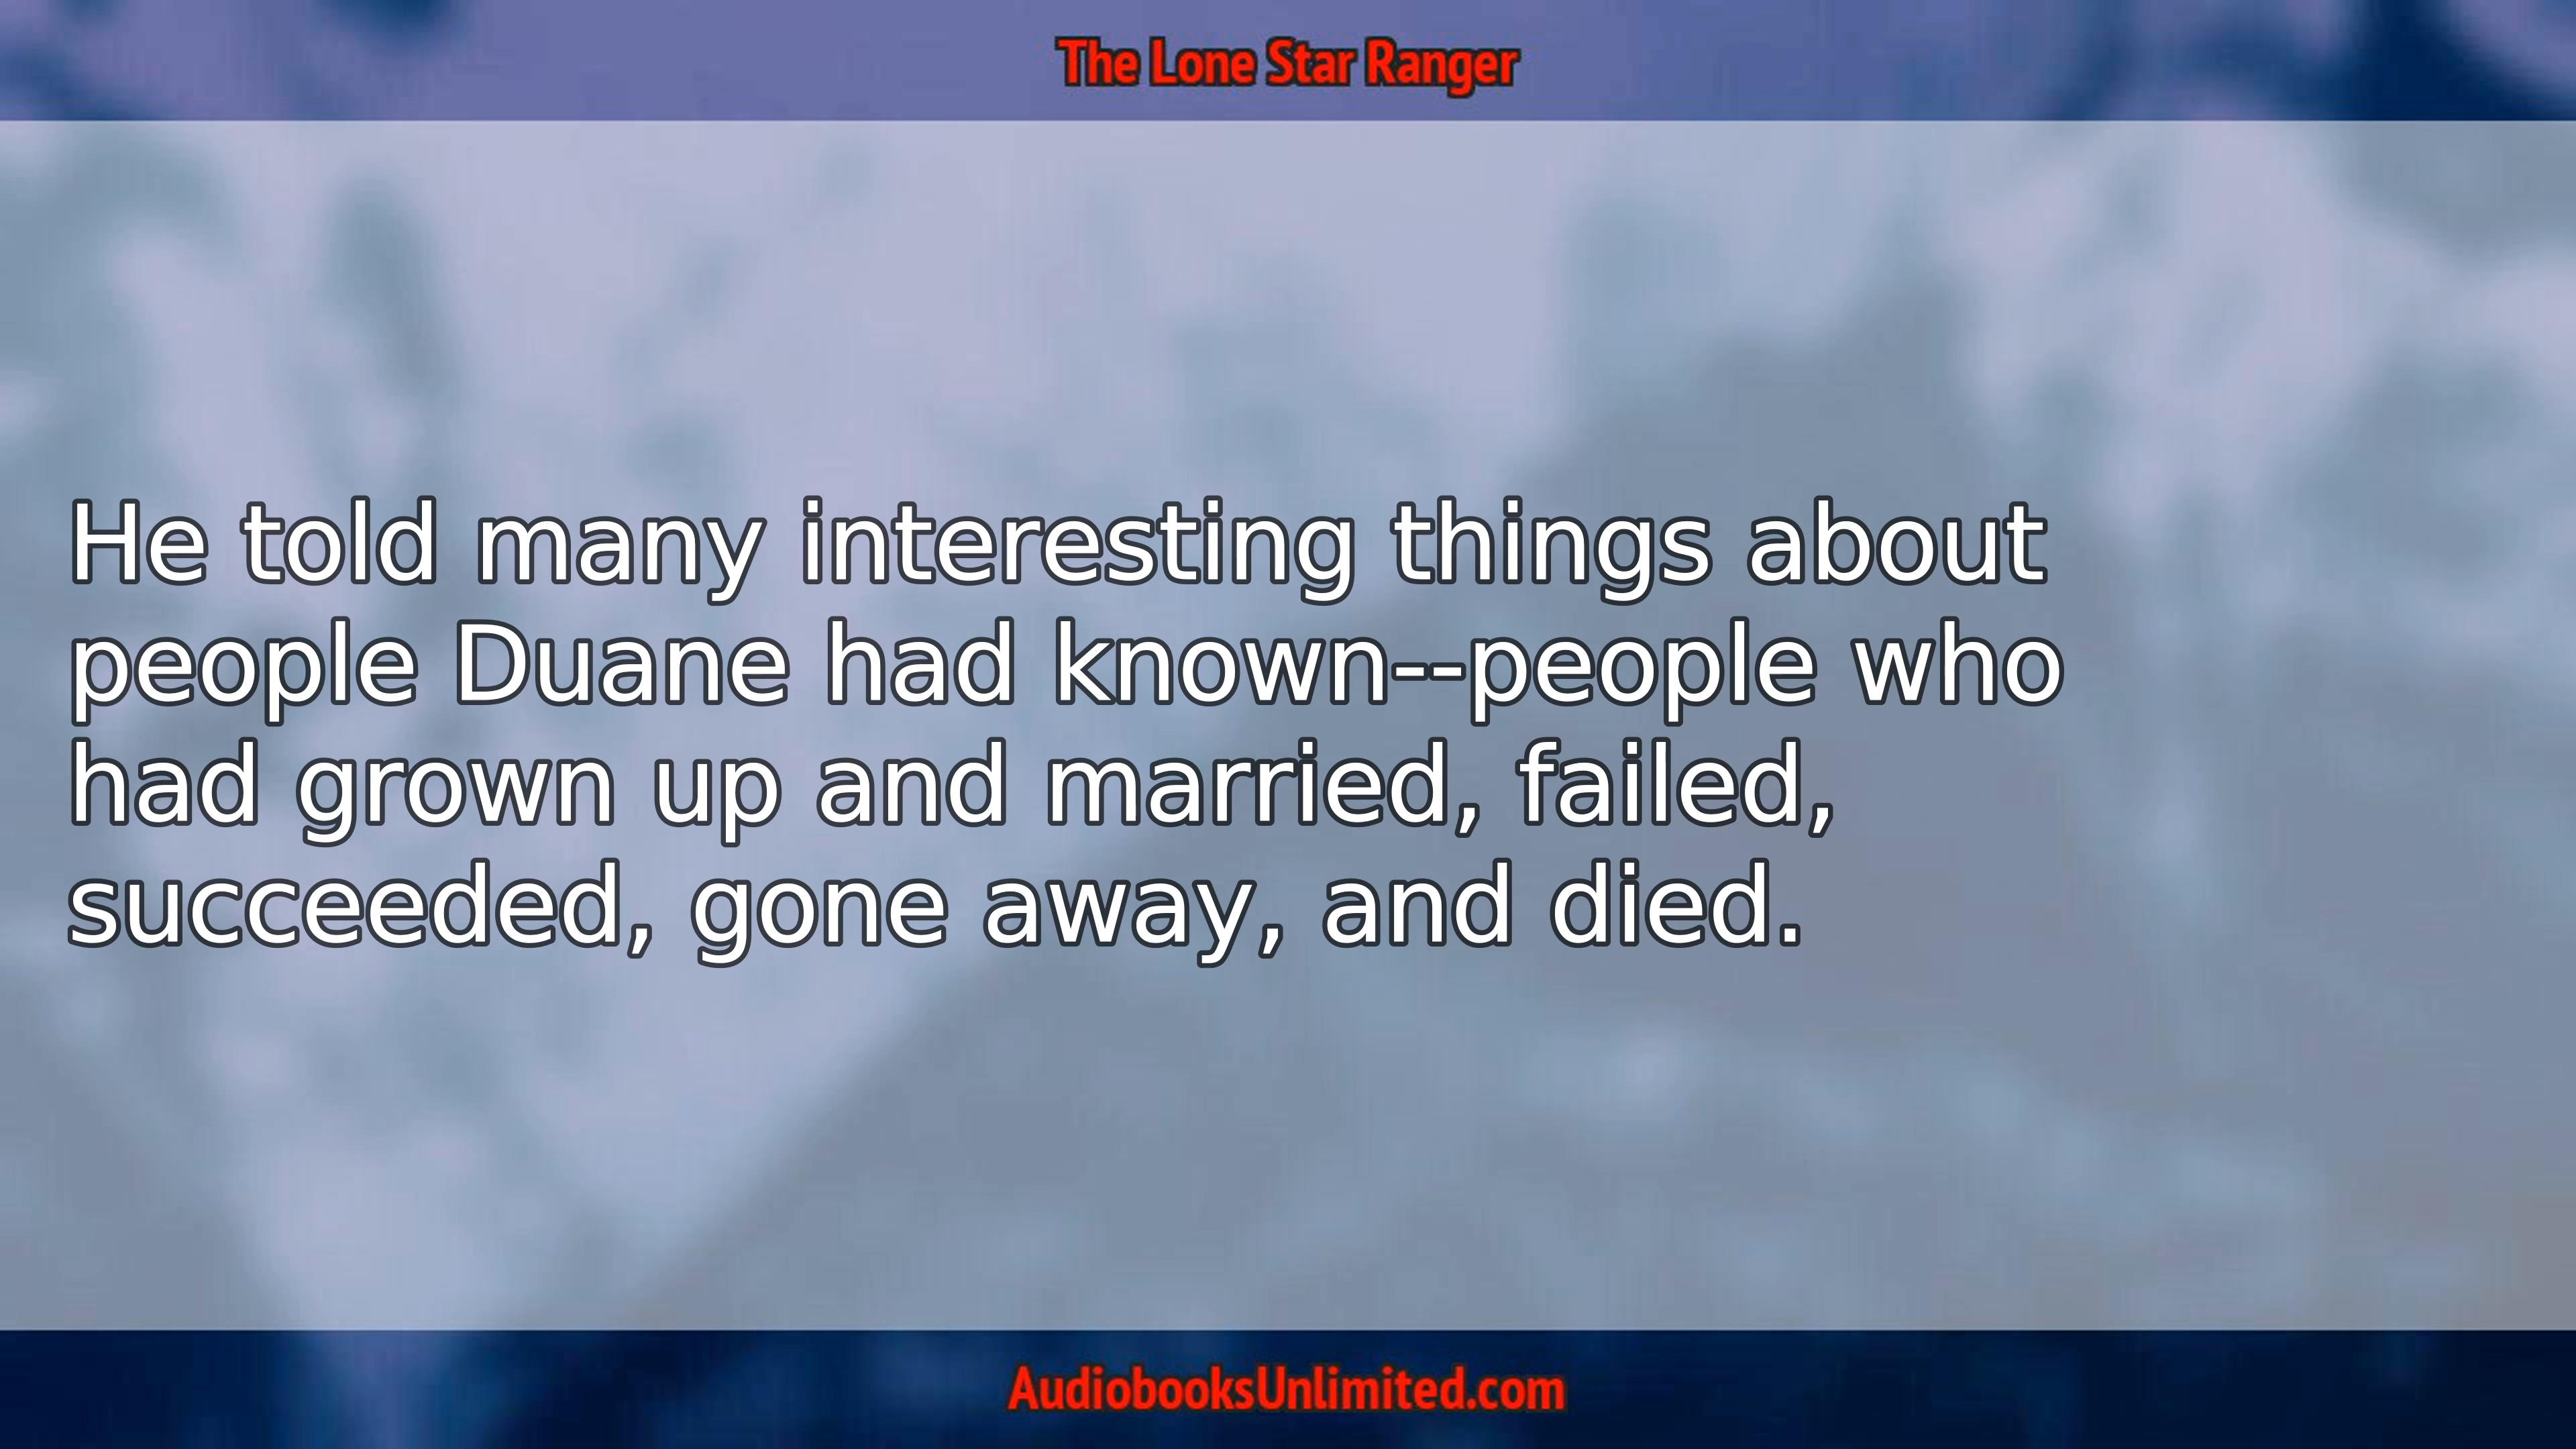 The Lone Star Ranger
He told many interesting things about
people Duane had known--people who
had grown up and married, failed,
succeeded, gone away, and died.
AudiobooksUnlimited.com